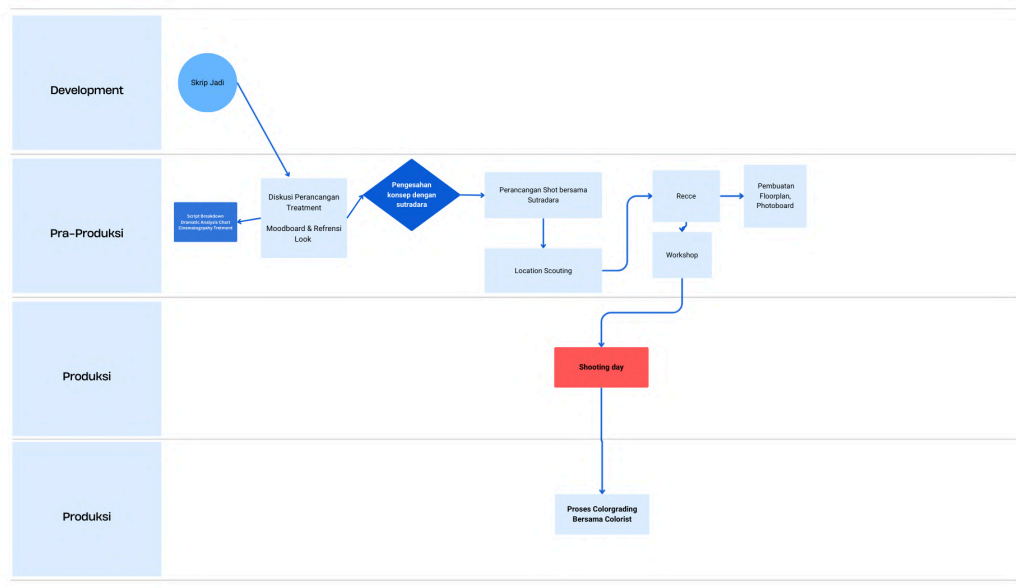 Development
Skrip Jadi
Pra-Produksi
Script Breakdown
Dramatic Analysis Chart
Cinematography Tretment
Diskusi Perancangan
Treatment
Moodboard & Refrensi
Look
Pengesahan
konsep dengan
sutradara
Perancangan Shot bersama
Sutradara
Location Scouting
Recce
Workshop
Pembuatan
Floorplan,
Photoboard
Produksi
Shooting day
Produksi
Proses Colorgrading
Bersama Colorist